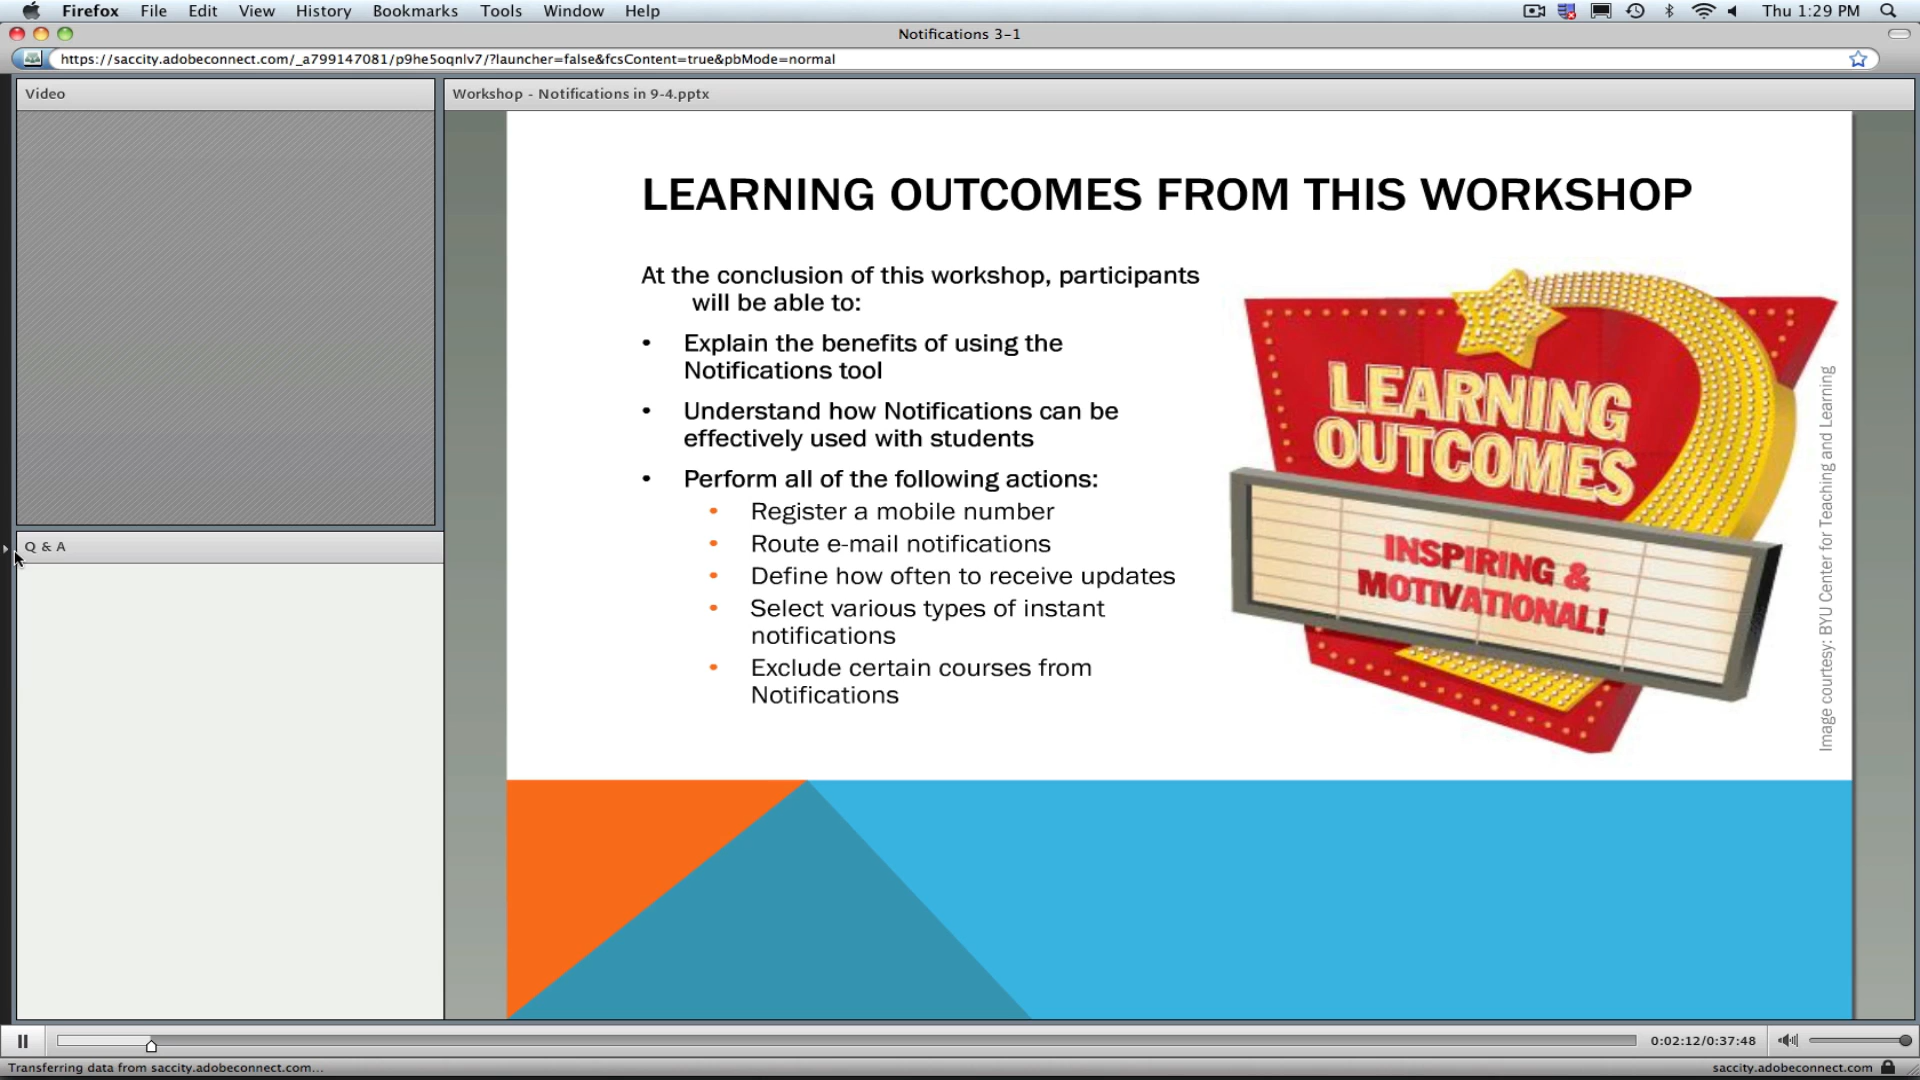 Firefox File Edit View History Bookmarks Tools Window Help
Thu 1:29 PM
Notifications 3-1
https://saccity.adobeconnect.com/_a799147081/p9he5oqnlv7/?launcher=false&fcsContent=true&pbMode=normal
Video
Workshop - Notifications in 9-4.pptx
LEARNING OUTCOMES FROM THIS WORKSHOP
At the conclusion of this workshop, participants
will be able to:
• Explain the benefits of using the
Notifications tool
• Understand how Notifications can be
effectively used with students
• Perform all of the following actions:
• Register a mobile number
• Route e-mail notifications
• Define how often to receive updates
• Select various types of instant
notifications
• Exclude certain courses from
Notifications
LEARNING
OUTCOMES
INSPIRING &
MOTIVATIONAL!
Image courtesy: BYU Center for Teaching and Learning
Q & A
0:02:12/0:37:48
Transferring data from saccity.adobeconnect.com...
saccity.adobeconnect.com